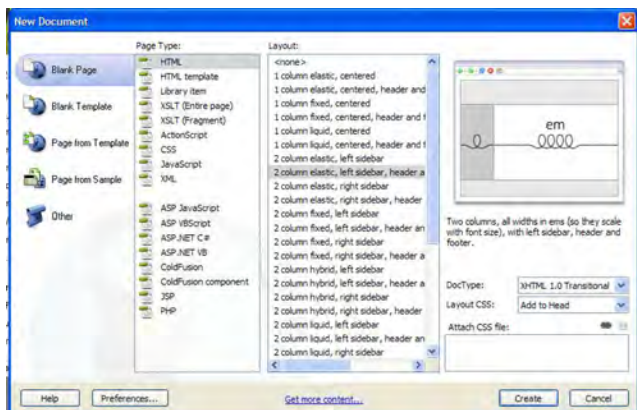 New Document
Page Type:
Layout:
Blank Page
Blank Template
Page from Template
Page from Sample
Other
HTML
HTML template
Library item
XSLT (Entire page)
XSLT (Fragment)
ActionScript
CSS
JavaScript
XML
ASP JavaScript
ASP VBScript
ASP.NET C#
ASP.NET VB
ColdFusion
ColdFusion component
JSP
PHP
<none>
1 column elastic, centered
1 column elastic, centered, header and
1 column fixed, centered
1 column fixed, centered, header and f
1 column liquid, centered
1 column liquid, centered, header and f
2 column elastic, left sidebar
2 column elastic, left sidebar, header a
2 column elastic, right sidebar
2 column elastic, right sidebar, header
2 column fixed, left sidebar
2 column fixed, left sidebar, header an
2 column fixed, right sidebar
2 column fixed, right sidebar, header a
2 column hybrid, left sidebar
2 column hybrid, left sidebar, header a
2 column hybrid, right sidebar
2 column hybrid, right sidebar, header
2 column liquid, left sidebar
2 column liquid, left sidebar, header an
2 column liquid, right sidebar
em
Two columns, all widths in ems (so they scale
with font size), with left sidebar, header and
footer.
DocType: XHTML 1.0 Transitional
Layout CSS: Add to Head
Attach CSS file:
Help
Preferences...
Get more content...
Create
Cancel